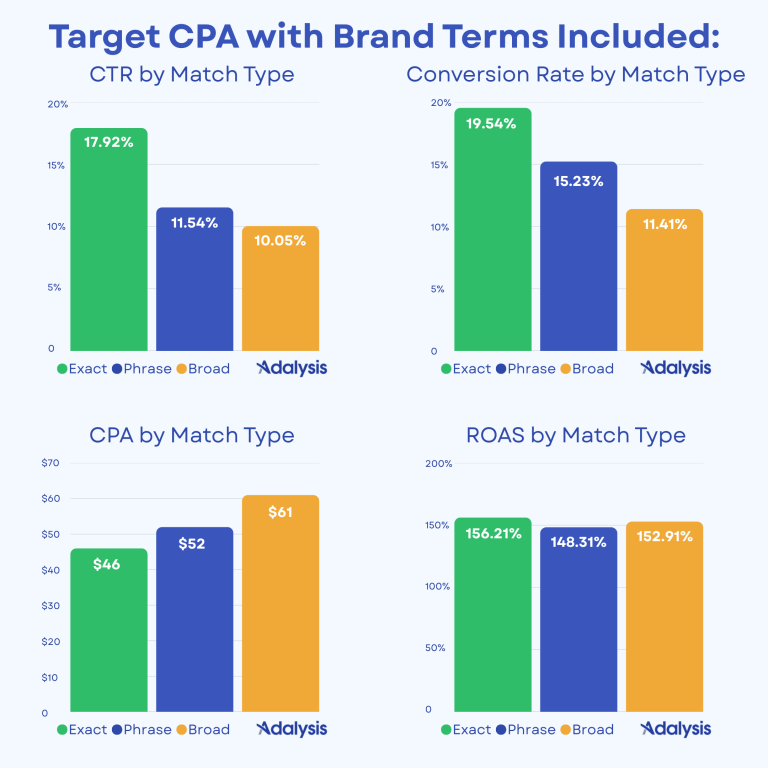 Target CPA with Brand Terms Included:
CTR by Match Type
20%
15%
10%
5%
0
17.92%
11.54%
10.05%
Exact Phrase Broad
Adalysis
Conversion Rate by Match Type
20%
15%
10%
5%
0
19.54%
15.23%
11.41%
Exact Phrase Broad
Adalysis
CPA by Match Type
$70
$60
$50
$40
$30
$20
$10
0
$46
$52
$61
Exact Phrase Broad
Adalysis
ROAS by Match Type
200%
150%
100%
50%
0
156.21%
148.31%
152.91%
Exact Phrase Broad
Adalysis